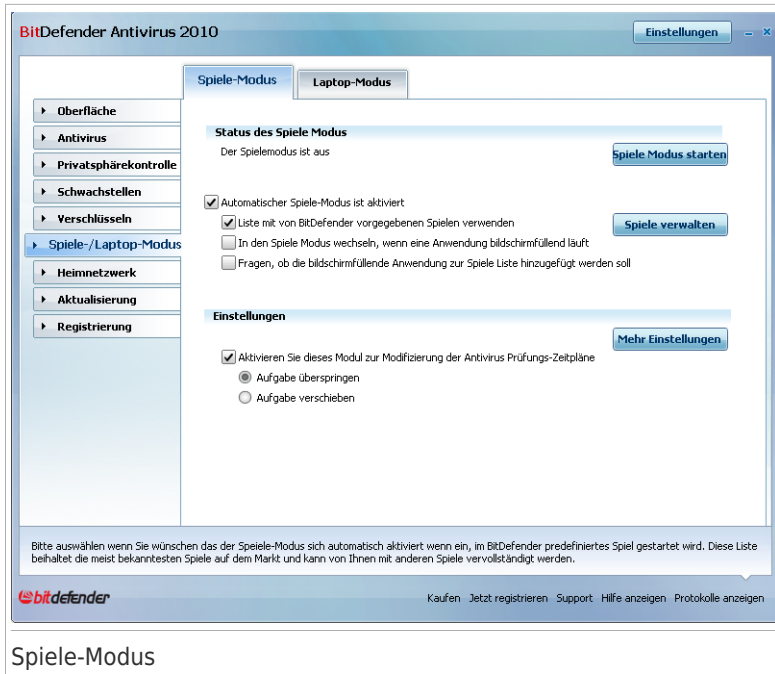 BitDefender Antivirus 2010
Einstellungen
Spiele-Modus
Laptop-Modus
Oberfläche
Antivirus
Privatsphärekontrolle
Schwachstellen
Verschlüsseln
Spiele-/Laptop-Modus
Heimnetzwerk
Aktualisierung
Registrierung
Status des Spiele Modus
Der Spielemodus ist aus
Spiele Modus starten
Automatischer Spiele-Modus ist aktiviert
Liste mit von BitDefender vorgegebenen Spielen verwenden
Spiele verwalten
In den Spiele Modus wechseln, wenn eine Anwendung bildschirmfüllend läuft
Fragen, ob die bildschirmfüllende Anwendung zur Spiele Liste hinzugefügt werden soll
Einstellungen
Mehr Einstellungen
Aktivieren Sie dieses Modul zur Modifizierung der Antivirus Prüfungs-Zeitpläne
Aufgabe überspringen
Aufgabe verschieben
Bitte auswählen wenn Sie wünschen das der Speiele-Modus sich automatisch aktiviert wenn ein, im BitDefender predefiniertes Spiel gestartet wird. Diese Liste
beihaltet die meist bekanntesten Spiele auf dem Markt und kann von Ihnen mit anderen Spiele vervollständigt werden.
bitdefender
Kaufen Jetzt registrieren Support Hilfe anzeigen Protokolle anzeigen
Spiele-Modus